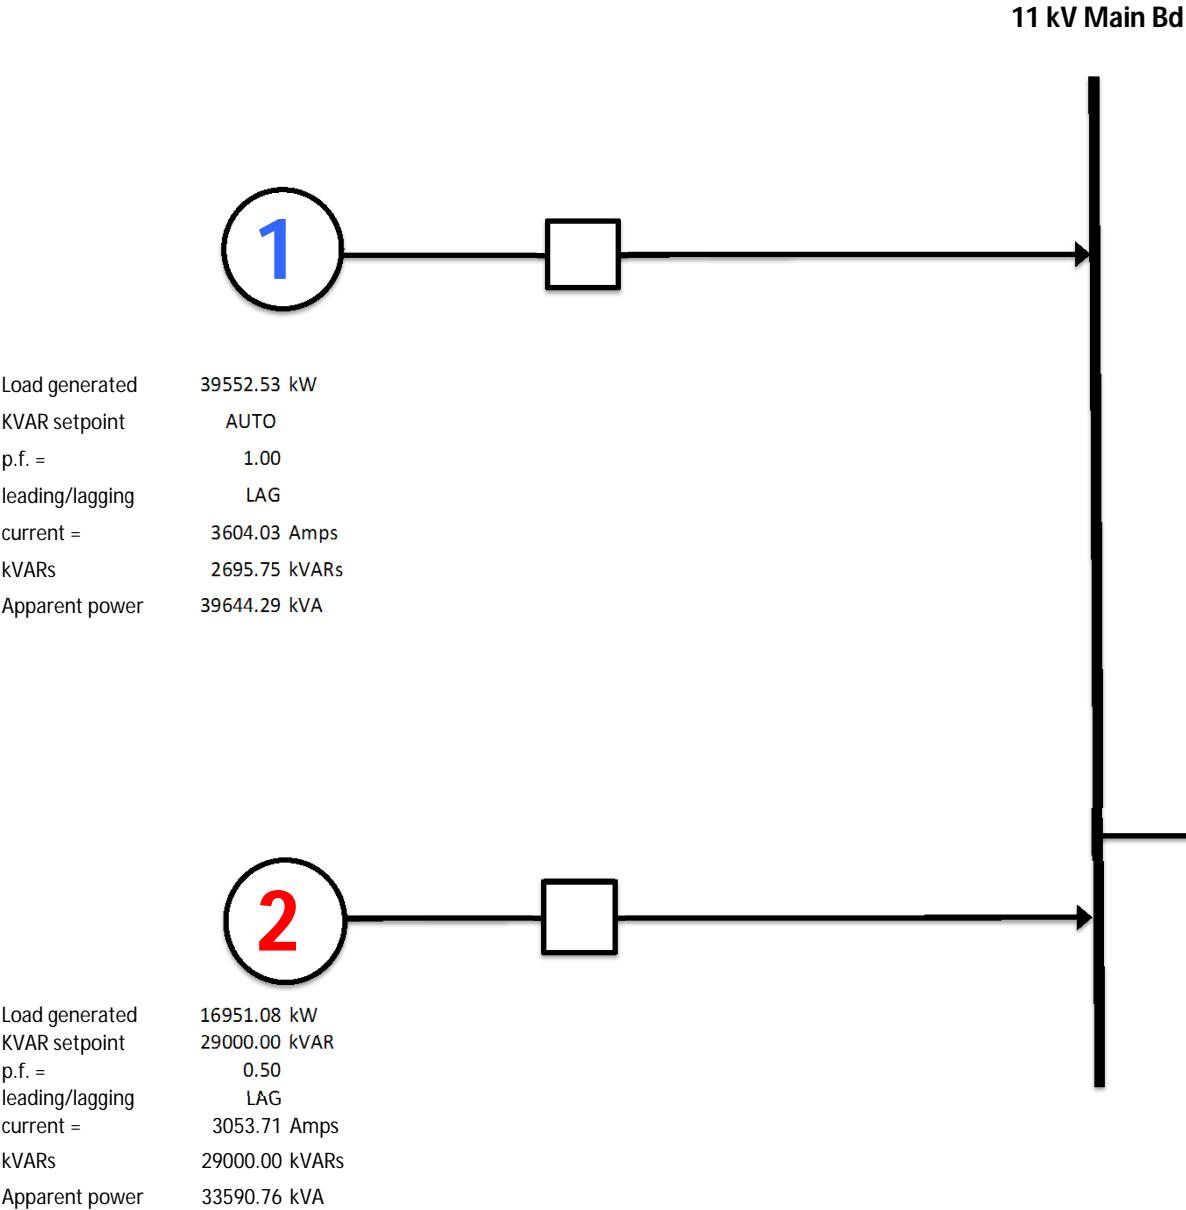 11 kV Main Bd
1
Load generated 39552.53 kW
KVAR setpoint AUTO
p.f. = 1.00
leading/lagging LAG
current = 3604.03 Amps
kVARs 2695.75 kVARs
Apparent power 39644.29 kVA
2
Load generated 16951.08 kW
KVAR setpoint 29000.00 kVAR
p.f. = 0.50
leading/lagging LAG
current = 3053.71 Amps
kVARs 29000.00 kVARs
Apparent power 33590.76 kVA